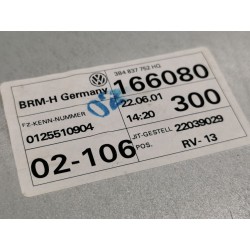 3B4 837 752 HG
BRM-H Germany 166080
02
FZ-KENN-NUMMER 22.06.01 300
0125510904 14:20
JIT-GESTELL 22039029
02-106 POS. RV- 13